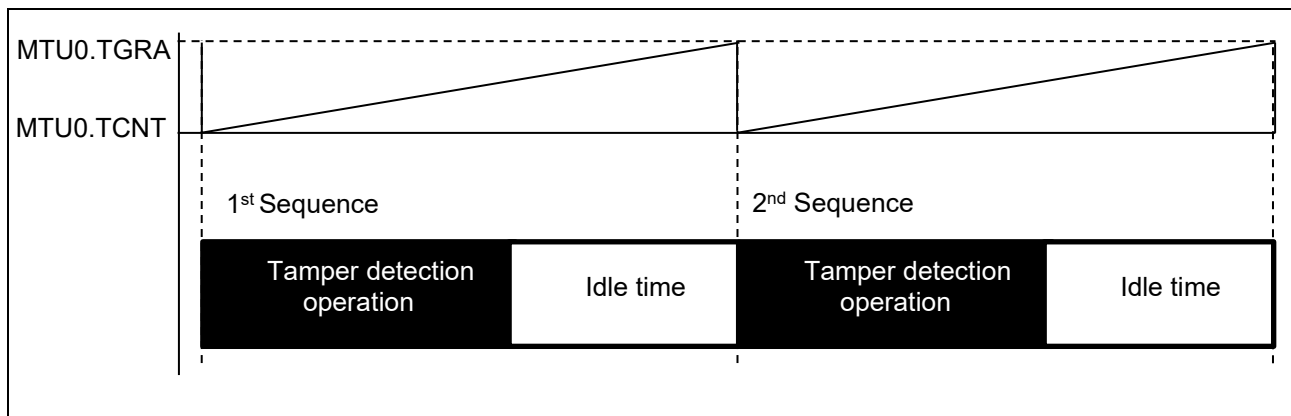 MTU0.TGRA
MTU0.TCNT
1st Sequence
2nd Sequence
Tamper detection
operation
Idle time
Tamper detection
operation
Idle time